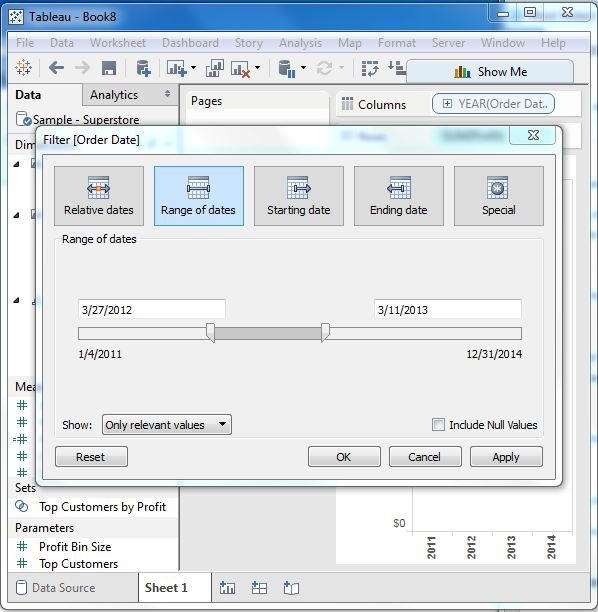 Tableau - Book8
File Data Worksheet Dashboard Story Analysis Map Format Server Window Help
Show Me
Data Analytics
Pages
Columns YEAR(Order Dat..
Sample - Superstore
Filter [Order Date]
Relative dates Range of dates Starting date Ending date Special
Range of dates
3/27/2012 3/11/2013
1/4/2011 12/31/2014
Show: Only relevant values Include Null Values
Reset OK Cancel Apply
Sets
Top Customers by Profit
Parameters
Profit Bin Size
Top Customers
$0
2011 2012 2013 2014
Data Source Sheet 1